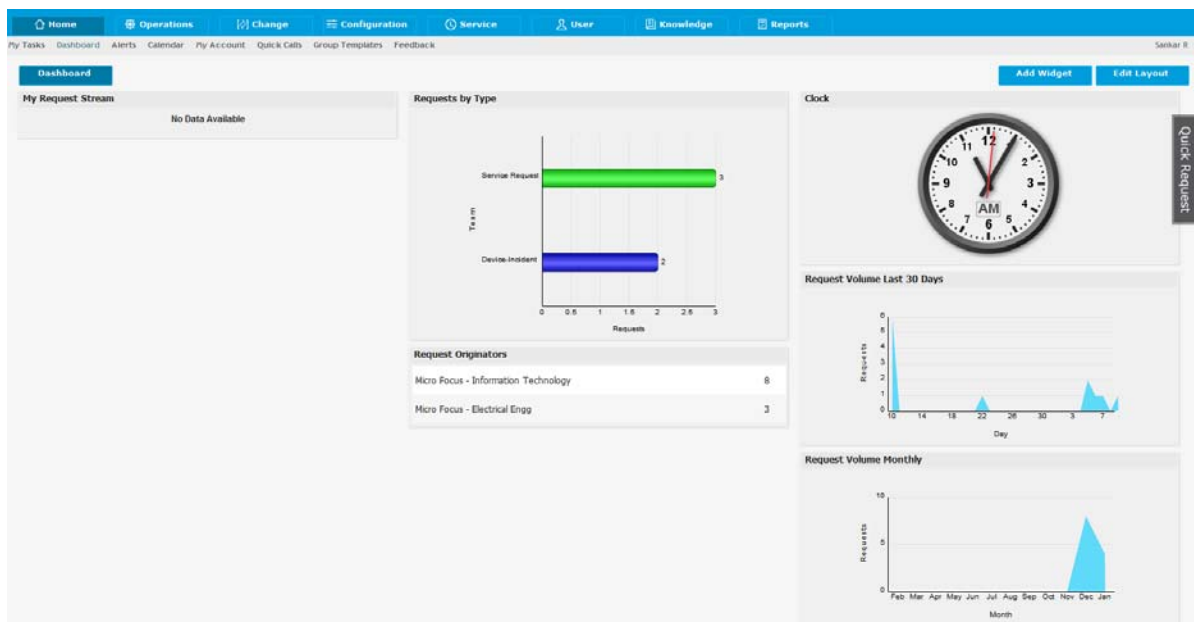 Home Operations Change Configuration Service User Knowledge Reports
My Tasks Dashboard Alerts Calendar My Account Quick Calls Group Templates Feedback Sankar R
Dashboard Add Widget Edit Layout
My Request Stream
No Data Available
Requests by Type
Service Request 3
Team
Device-Incident 2
0 0.5 1 1.5 2 2.5 3
Requests
Request Originators
Micro Focus - Information Technology 8
Micro Focus - Electrical Engg 3
Clock
12
11
10 2
9 3
8 AM 4
7 6 5
Quick Request
Request Volume Last 30 Days
6
5
4
3
2
1
0
Requests
10 14 18 22 26 30 3 7
Day
Request Volume Monthly
10
5
0
Requests
Feb Mar Apr May Jun Jul Aug Sep Oct Nov Dec Jan
Month